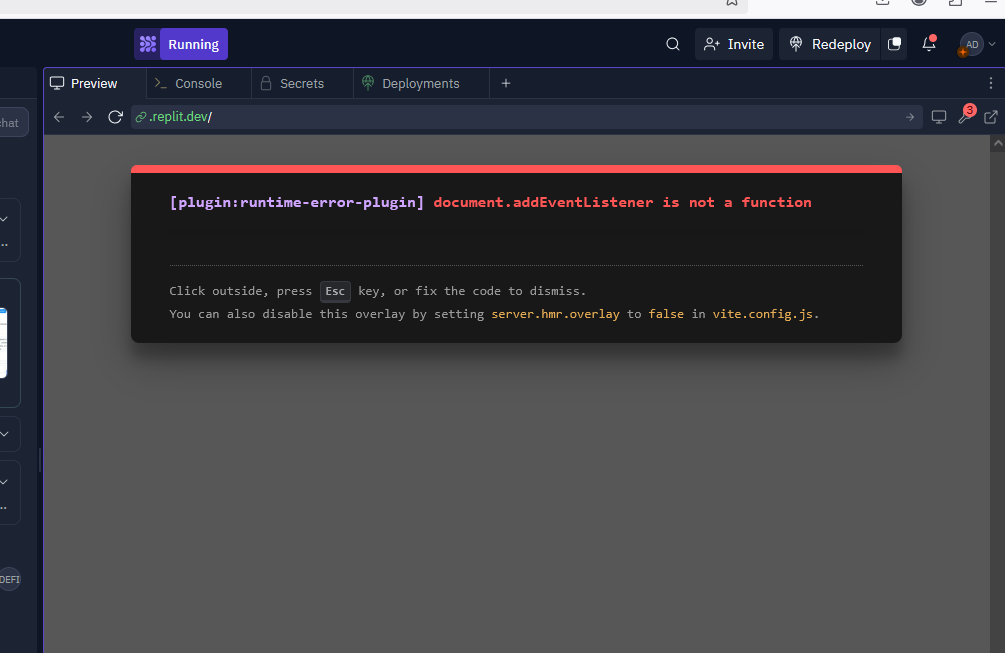 Running
Invite
Redeploy
AD
Preview
Console
Secrets
Deployments
chat
.replit.dev/
3
[plugin:runtime-error-plugin] document.addEventListener is not a function
Click outside, press Esc key, or fix the code to dismiss.
You can also disable this overlay by setting server.hmr.overlay to false in vite.config.js.
DEFI